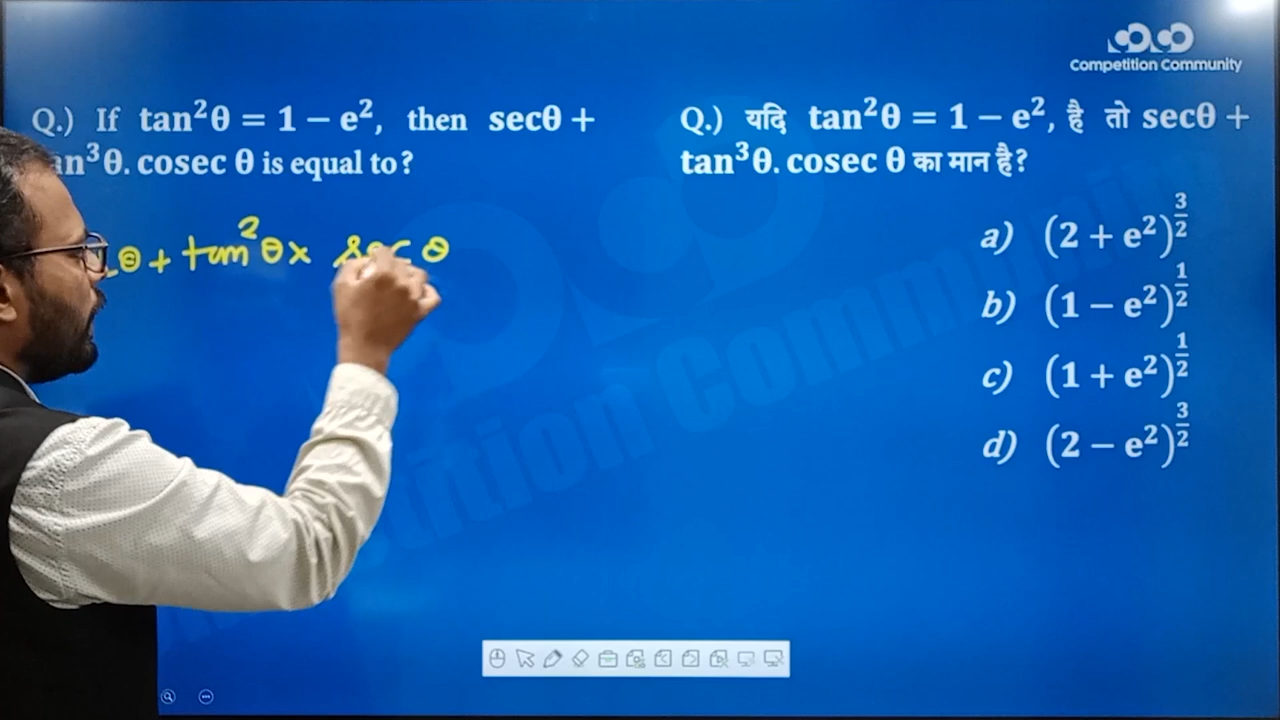 Competition Community
Q.) If tan²θ = 1 − e², then secθ +
an³θ. cosec θ is equal to?
θ + tan²θ × sec θ
Q.) यदि tan²θ = 1 − e², है तो secθ +
tan³θ. cosec θ का मान है?
a) (2 + e²)^(3/2)
b) (1 − e²)^(1/2)
c) (1 + e²)^(1/2)
d) (2 − e²)^(3/2)